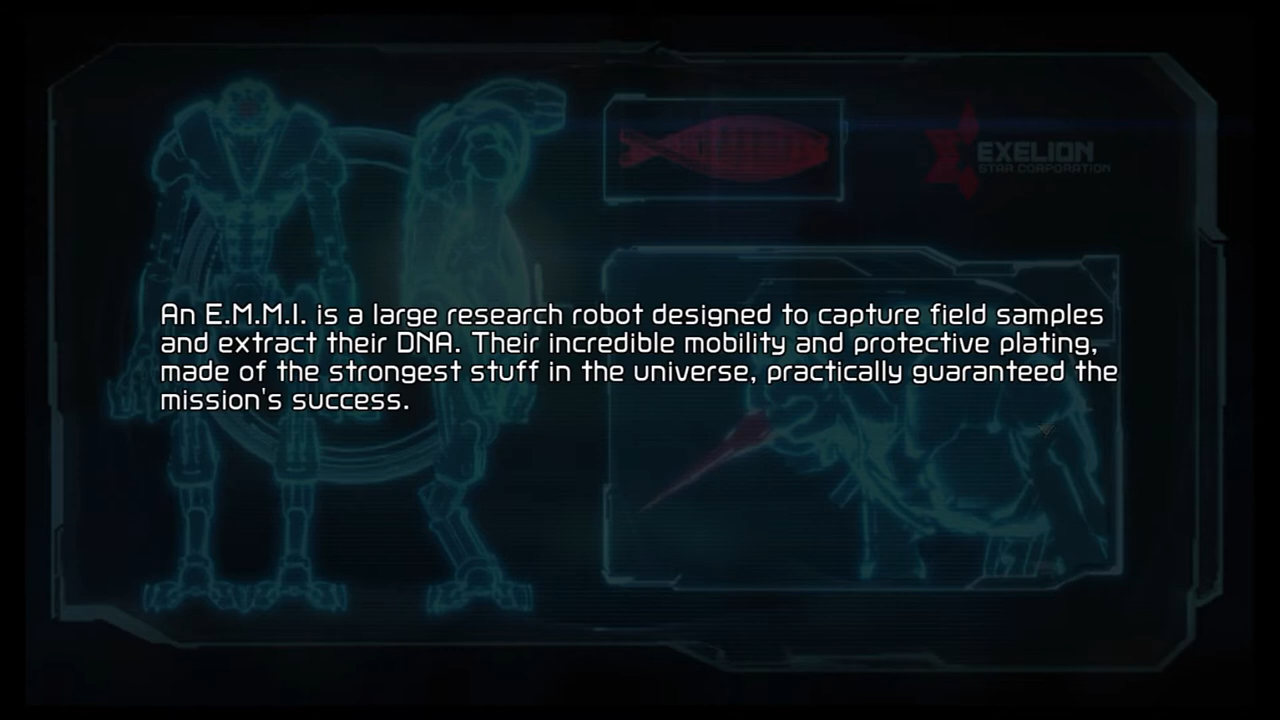 EXELION
STAR CORPORATION
An E.M.M.I. is a large research robot designed to capture field samples
and extract their DNA. Their incredible mobility and protective plating,
made of the strongest stuff in the universe, practically guaranteed the
mission's success.